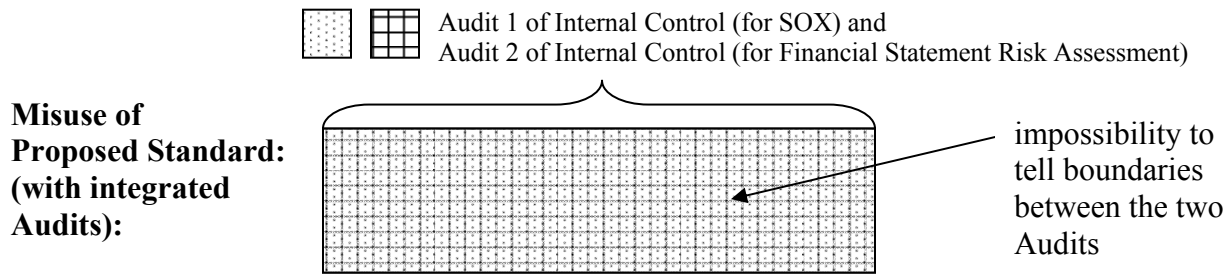 Audit 1 of Internal Control (for SOX) and
Audit 2 of Internal Control (for Financial Statement Risk Assessment)
Misuse of
Proposed Standard:
(with integrated
Audits):
impossibility to
tell boundaries
between the two
Audits